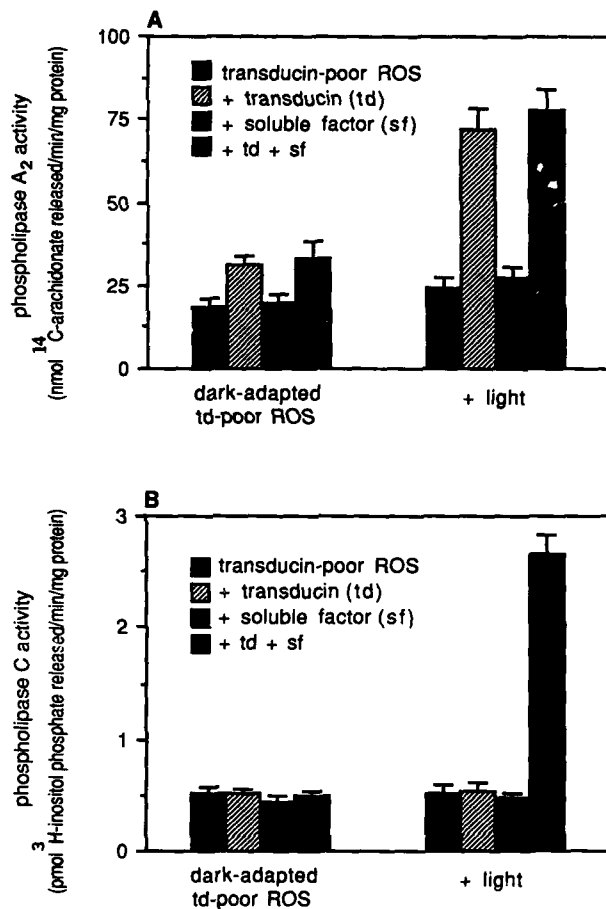 A
100
75
50
25
0
phospholipase A2 activity
(nmol 14 C-arachidonate released/min/mg protein)
transducin-poor ROS
+ transducin (td)
+ soluble factor (sf)
+ td + sf
dark-adapted
td-poor ROS
+ light
B
3
2
1
0
phospholipase C activity
(pmol 3 H-inositol phosphate released/min/mg protein)
transducin-poor ROS
+ transducin (td)
+ soluble factor (sf)
+ td + sf
dark-adapted
td-poor ROS
+ light